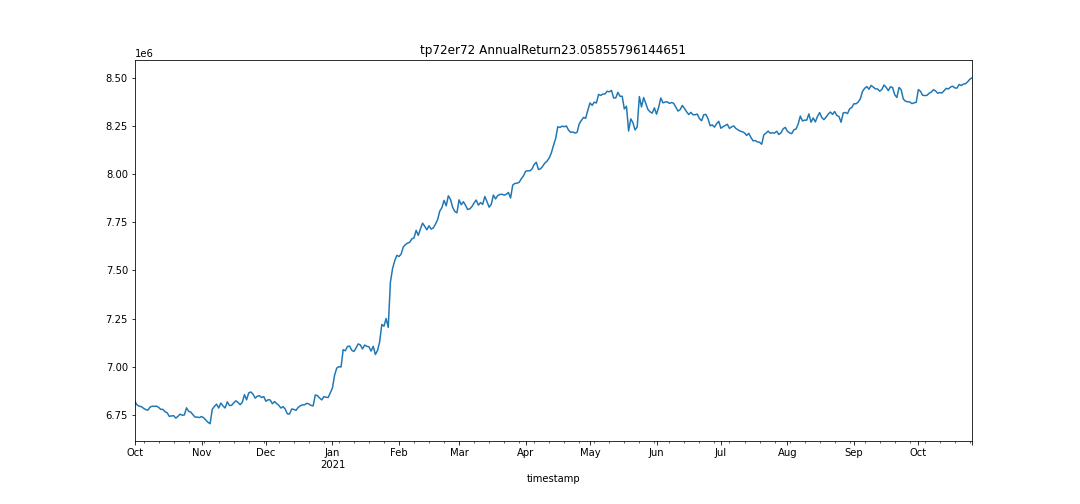 tp72er72 AnnualReturn23.05855796144651
1e6
8.50
8.25
8.00
7.75
7.50
7.25
7.00
6.75
Oct Nov Dec Jan Feb Mar Apr May Jun Jul Aug Sep Oct
2021
timestamp